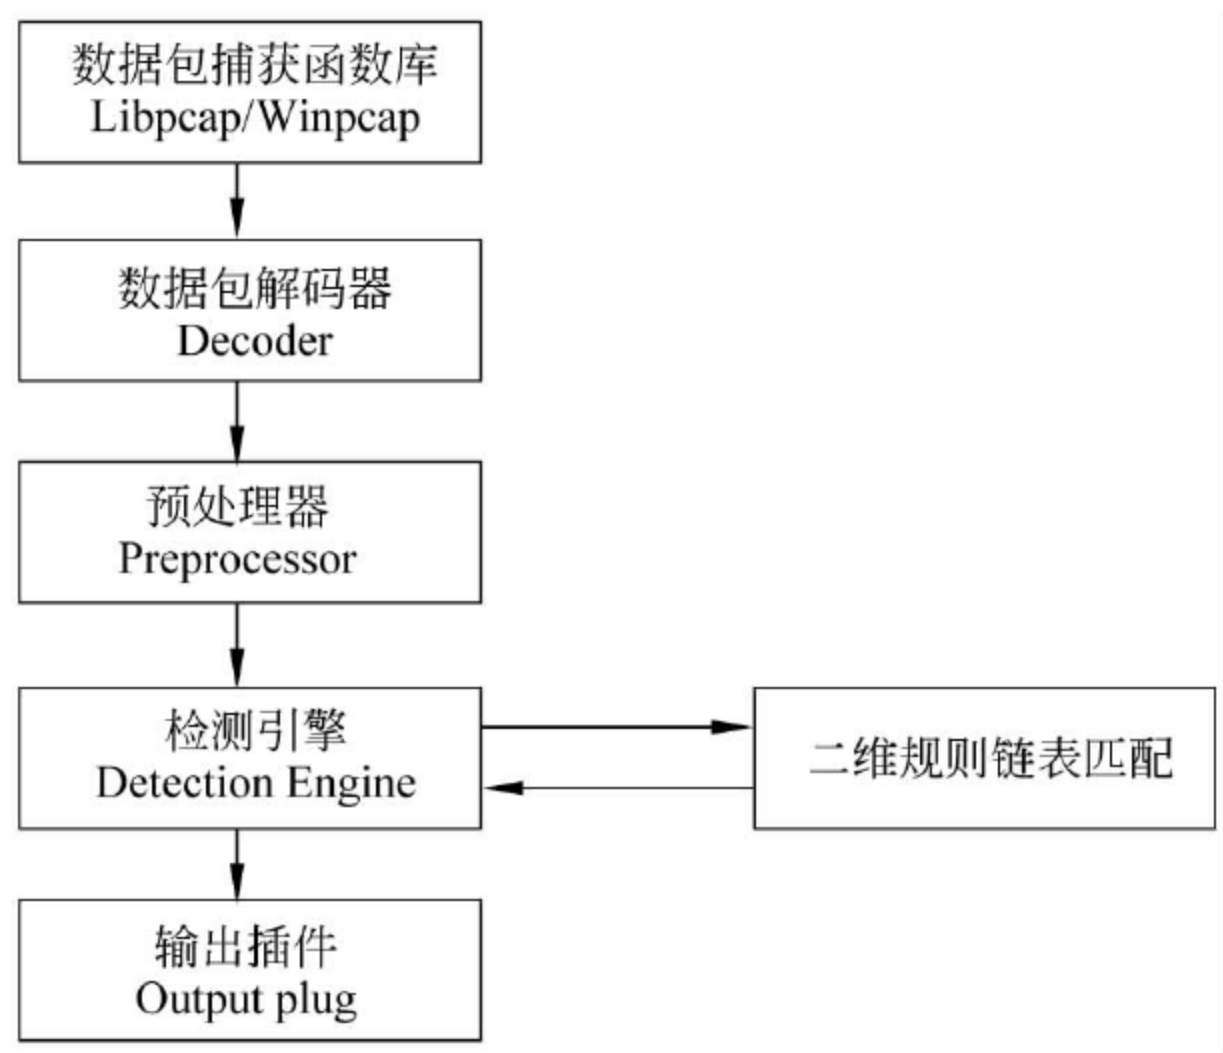 数据包捕获函数库
Libpcap/Winpcap
数据包解码器
Decoder
预处理器
Preprocessor
检测引擎
Detection Engine
二维规则链表匹配
输出插件
Output plug